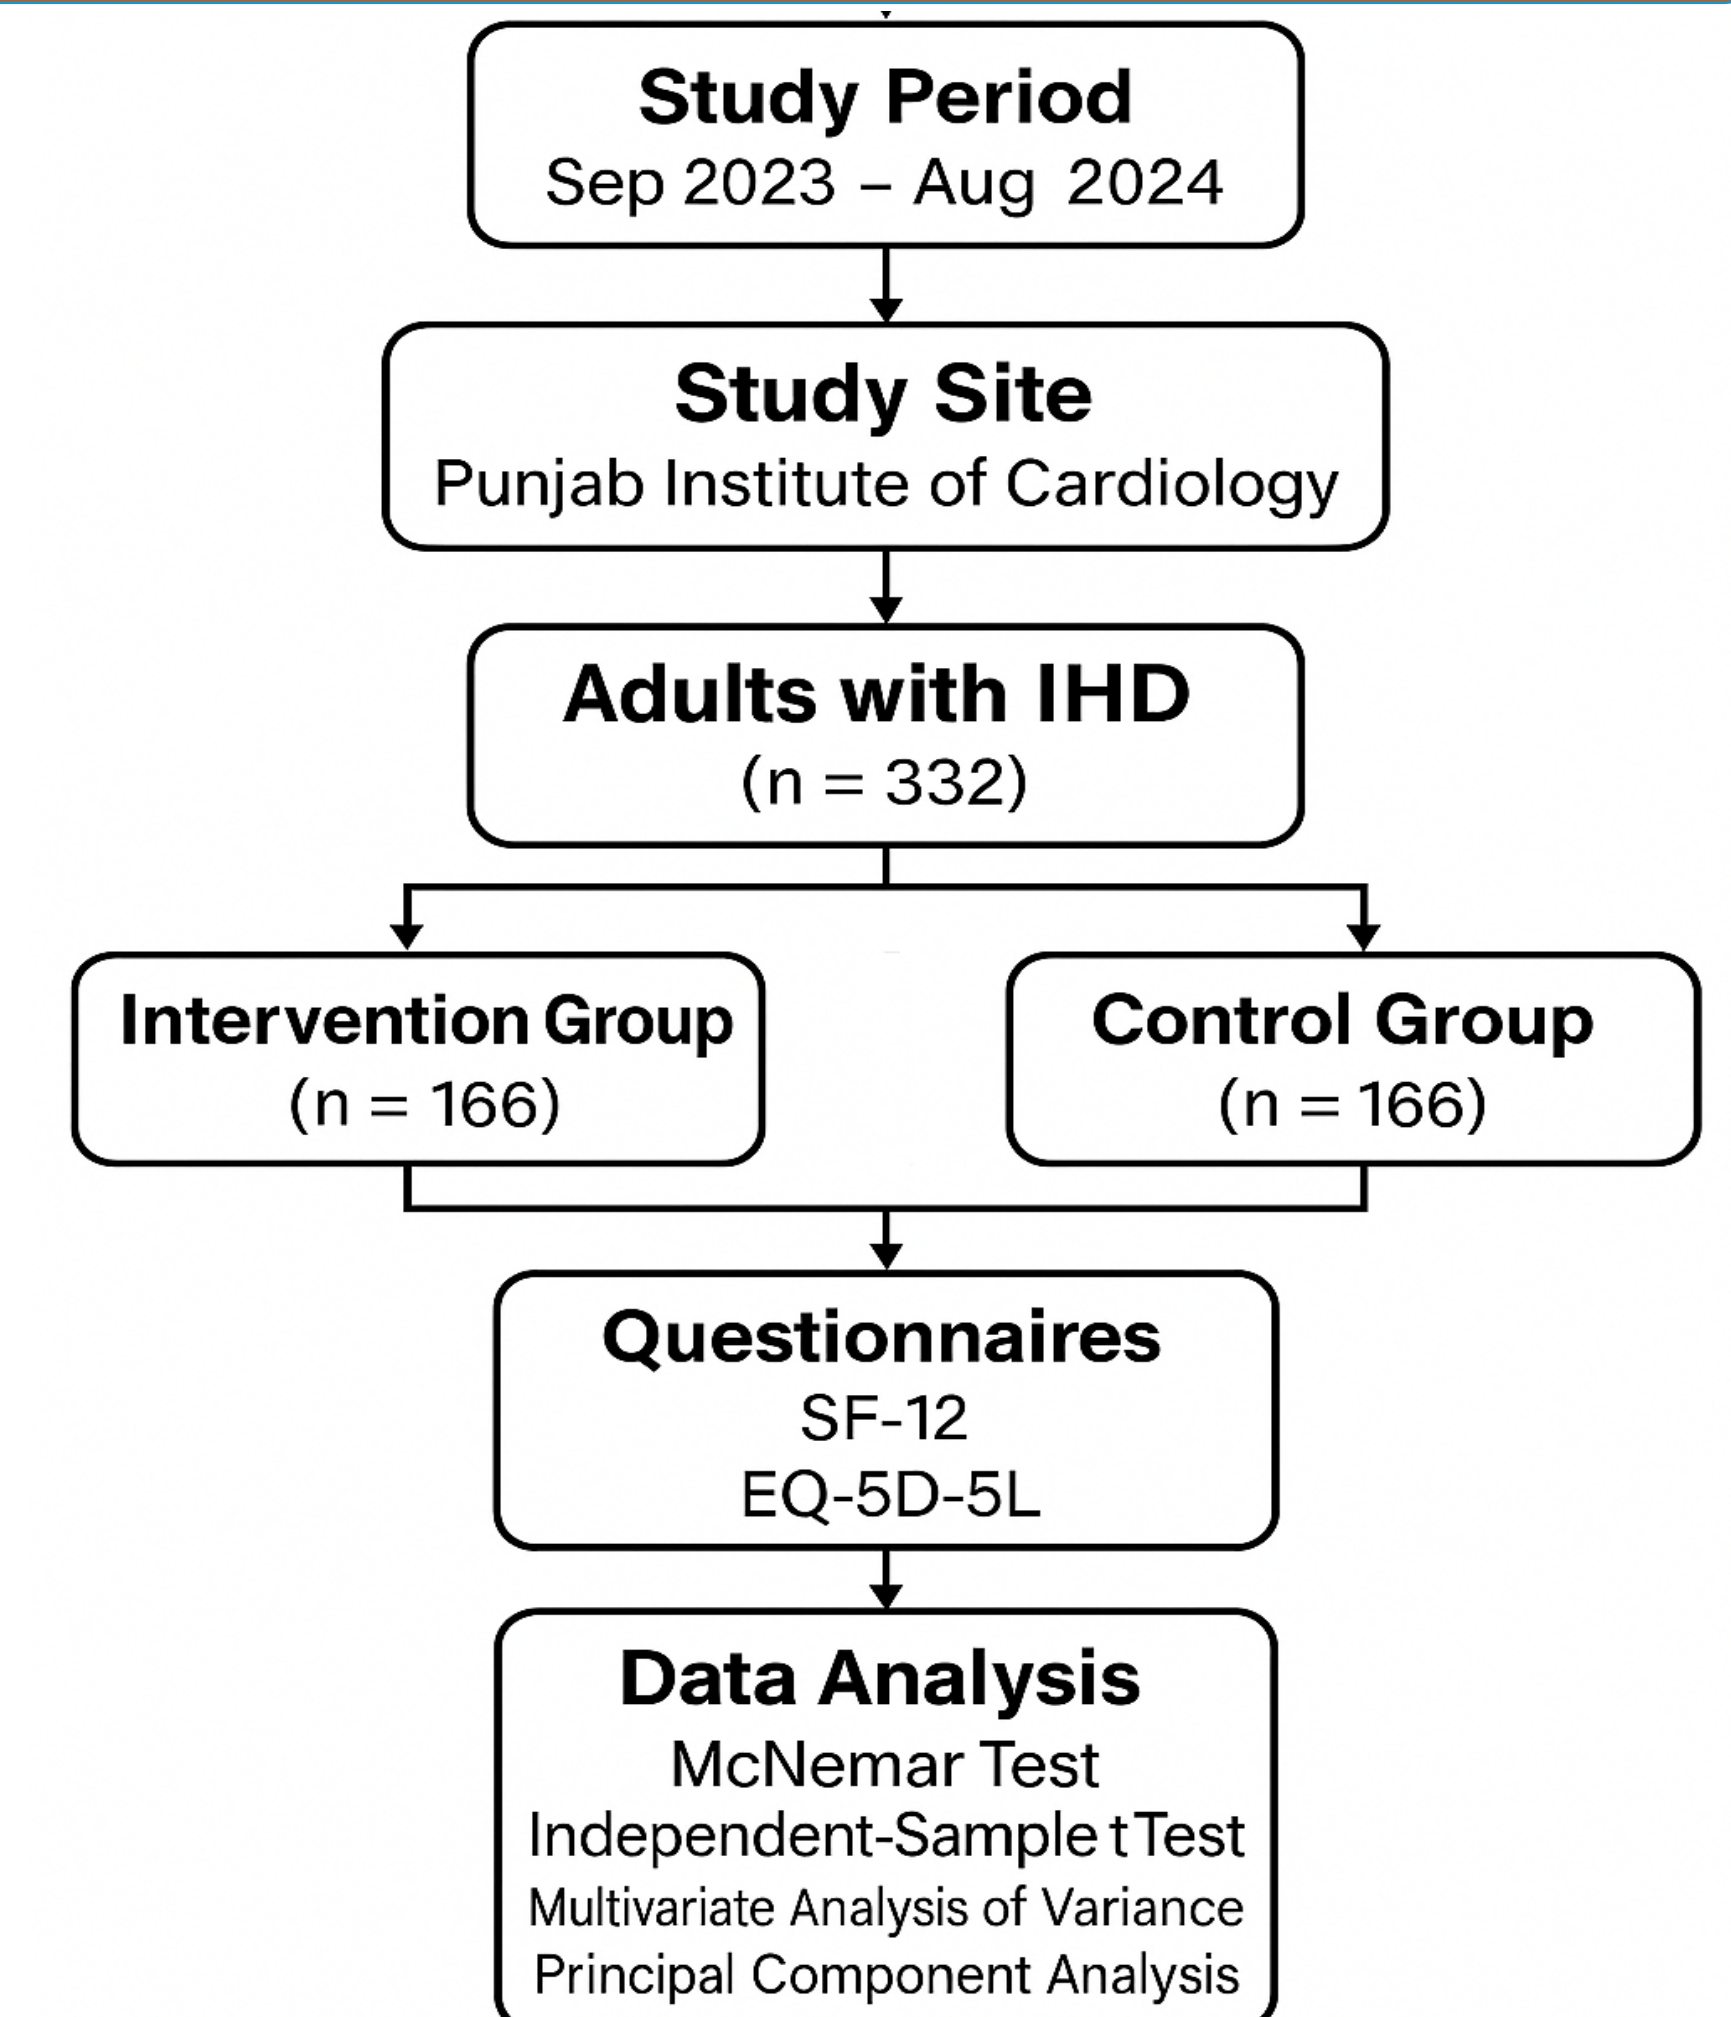 Study Period
Sep 2023 – Aug 2024
Study Site
Punjab Institute of Cardiology
Adults with IHD
(n = 332)
Intervention Group
(n = 166)
Control Group
(n = 166)
Questionnaires
SF-12
EQ-5D-5L
Data Analysis
McNemar Test
Independent-Sample t Test
Multivariate Analysis of Variance
Principal Component Analysis